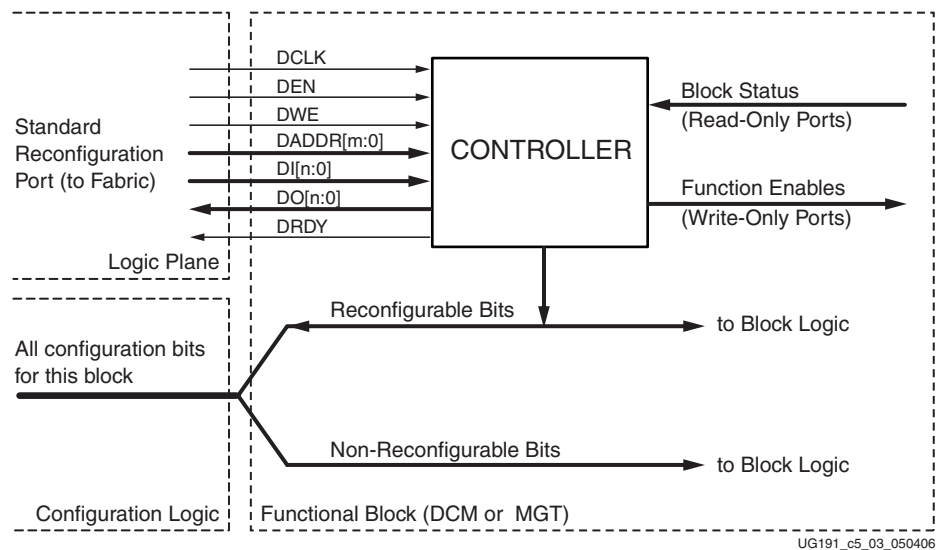 Standard
Reconfiguration
Port (to Fabric)
DCLK
DEN
DWE
DADDR[m:0]
DI[n:0]
DO[n:0]
DRDY
Logic Plane
CONTROLLER
Block Status
(Read-Only Ports)
Function Enables
(Write-Only Ports)
All configuration bits
for this block
Reconfigurable Bits
to Block Logic
Non-Reconfigurable Bits
to Block Logic
Configuration Logic
Functional Block (DCM or MGT)
UG191_c5_03_050406